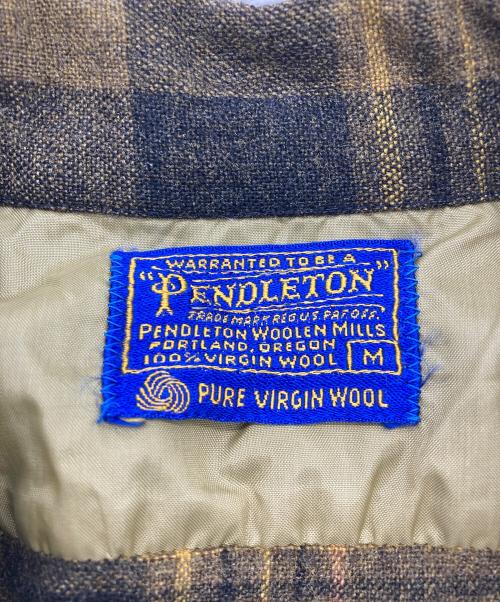 WARRANTED TO BE A
"PENDLETON"
TRADE MARK REG. U.S. PAT. OFF.
PENDLETON WOOLEN MILLS
PORTLAND, OREGON
100% VIRGIN WOOL M
PURE VIRGIN WOOL